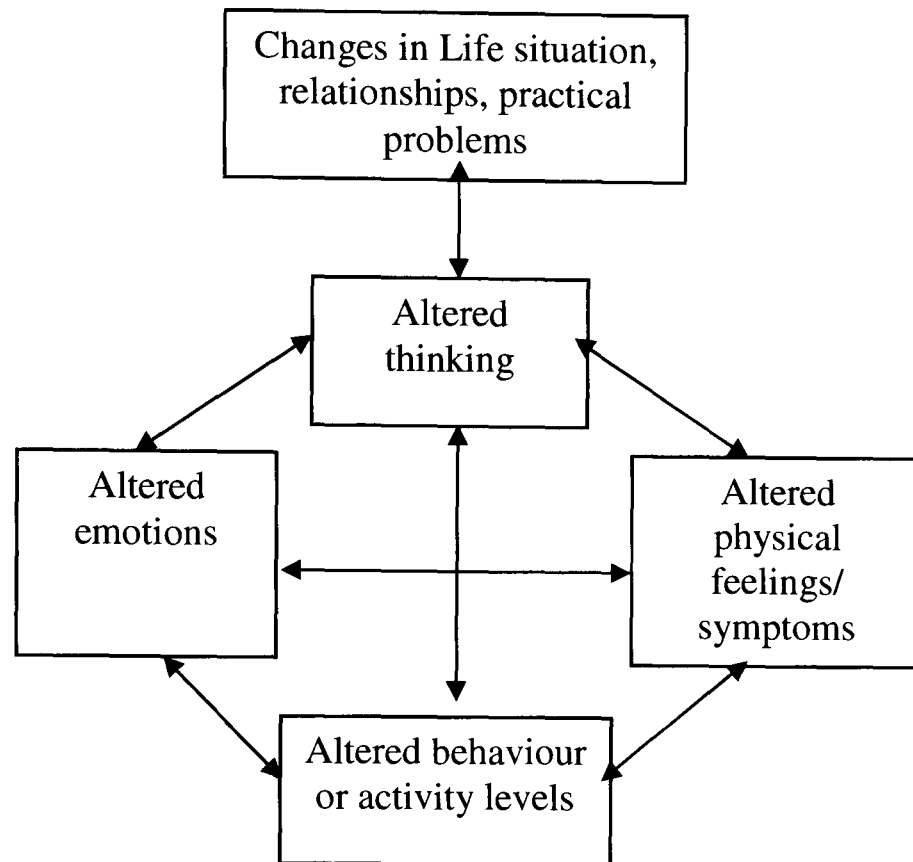 Changes in Life situation,
relationships, practical
problems
Altered
thinking
Altered
emotions
Altered
physical
feelings/
symptoms
Altered behaviour
or activity levels